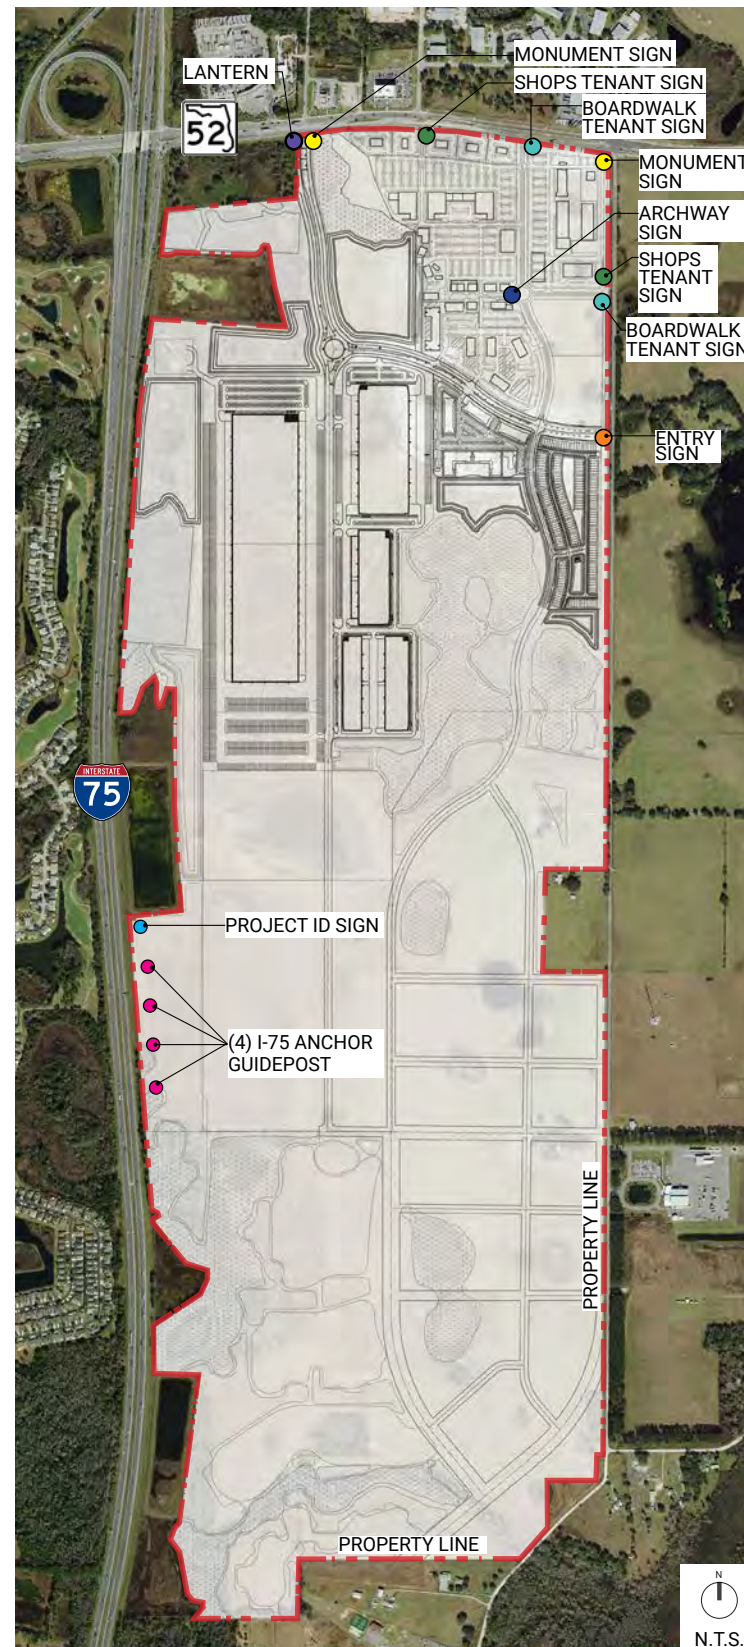 MONUMENT SIGN
LANTERN
SHOPS TENANT SIGN
BOARDWALK
TENANT SIGN
52
MONUMENT
SIGN
ARCHWAY
SIGN
SHOPS
TENANT
SIGN
BOARDWALK
TENANT SIGN
ENTRY
SIGN
INTERSTATE
75
PROJECT ID SIGN
(4) I-75 ANCHOR
GUIDEPOST
PROPERTY LINE
PROPERTY LINE
N
N.T.S